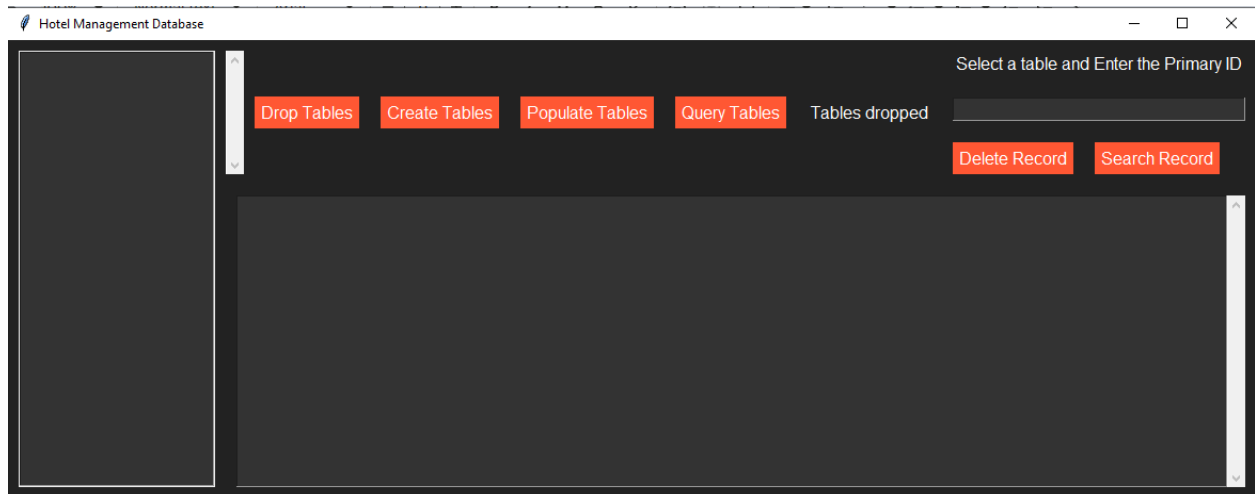 Hotel Management Database
Select a table and Enter the Primary ID
Drop Tables Create Tables Populate Tables Query Tables Tables dropped
Delete Record Search Record